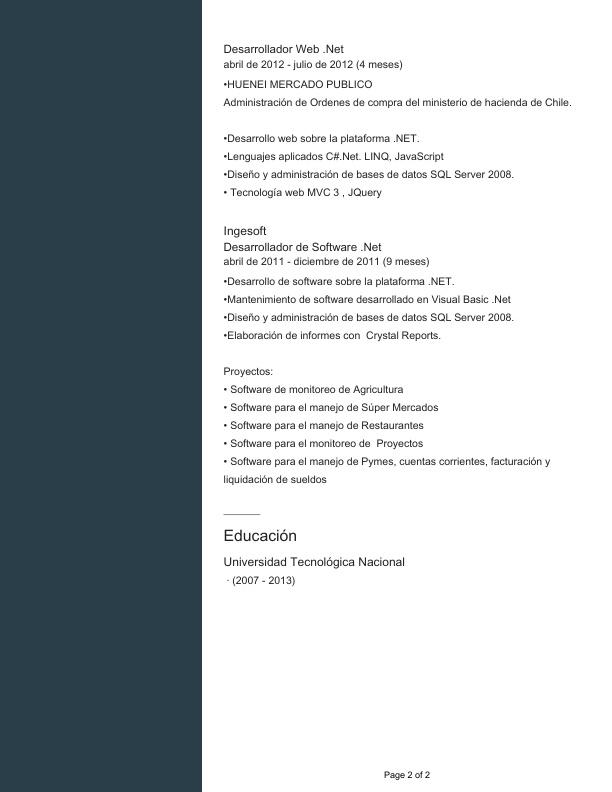 Desarrollador Web .Net
abril de 2012 - julio de 2012 (4 meses)
•HUENEI MERCADO PUBLICO
Administración de Ordenes de compra del ministerio de hacienda de Chile.
•Desarrollo web sobre la plataforma .NET.
•Lenguajes aplicados C#.Net. LINQ, JavaScript
•Diseño y administración de bases de datos SQL Server 2008.
• Tecnología web MVC 3 , JQuery
Ingesoft
Desarrollador de Software .Net
abril de 2011 - diciembre de 2011 (9 meses)
•Desarrollo de software sobre la plataforma .NET.
•Mantenimiento de software desarrollado en Visual Basic .Net
•Diseño y administración de bases de datos SQL Server 2008.
•Elaboración de informes con  Crystal Reports.
Proyectos:
• Software de monitoreo de Agricultura
• Software para el manejo de Súper Mercados
• Software para el manejo de Restaurantes
• Software para el monitoreo de  Proyectos
• Software para el manejo de Pymes, cuentas corrientes, facturación y
liquidación de sueldos
Educación
Universidad Tecnológica Nacional
· (2007 - 2013)
Page 2 of 2